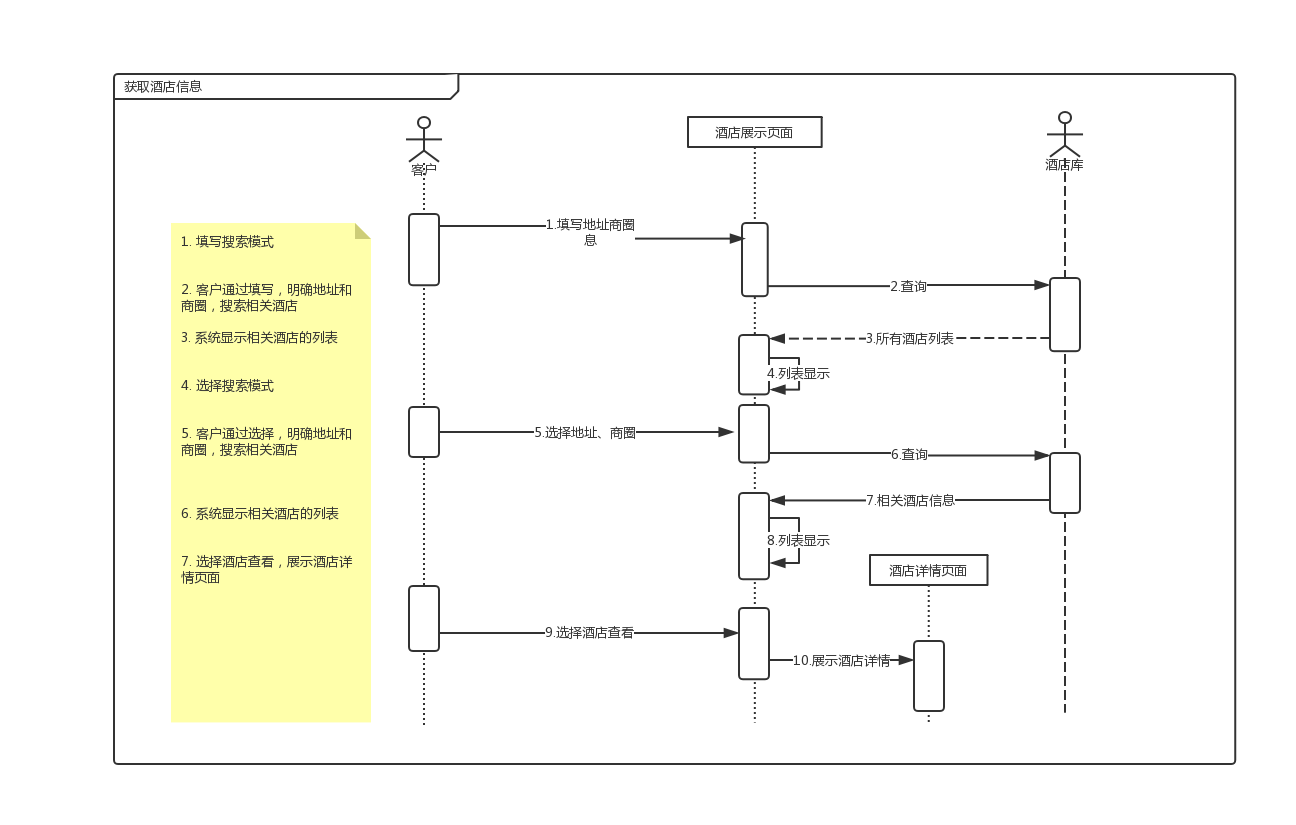 获取酒店信息
客户
酒店展示页面
酒店库
1. 填写搜索模式
2. 客户通过填写，明确地址和
商圈，搜索相关酒店
3. 系统显示相关酒店的列表
4. 选择搜索模式
5. 客户通过选择，明确地址和
商圈，搜索相关酒店
6. 系统显示相关酒店的列表
7. 选择酒店查看，展示酒店详
情页面
1.填写地址商圈
息
2.查询
3.所有酒店列表
4.列表显示
5.选择地址、商圈
6.查询
7.相关酒店信息
8.列表显示
酒店详情页面
9.选择酒店查看
10.展示酒店详情